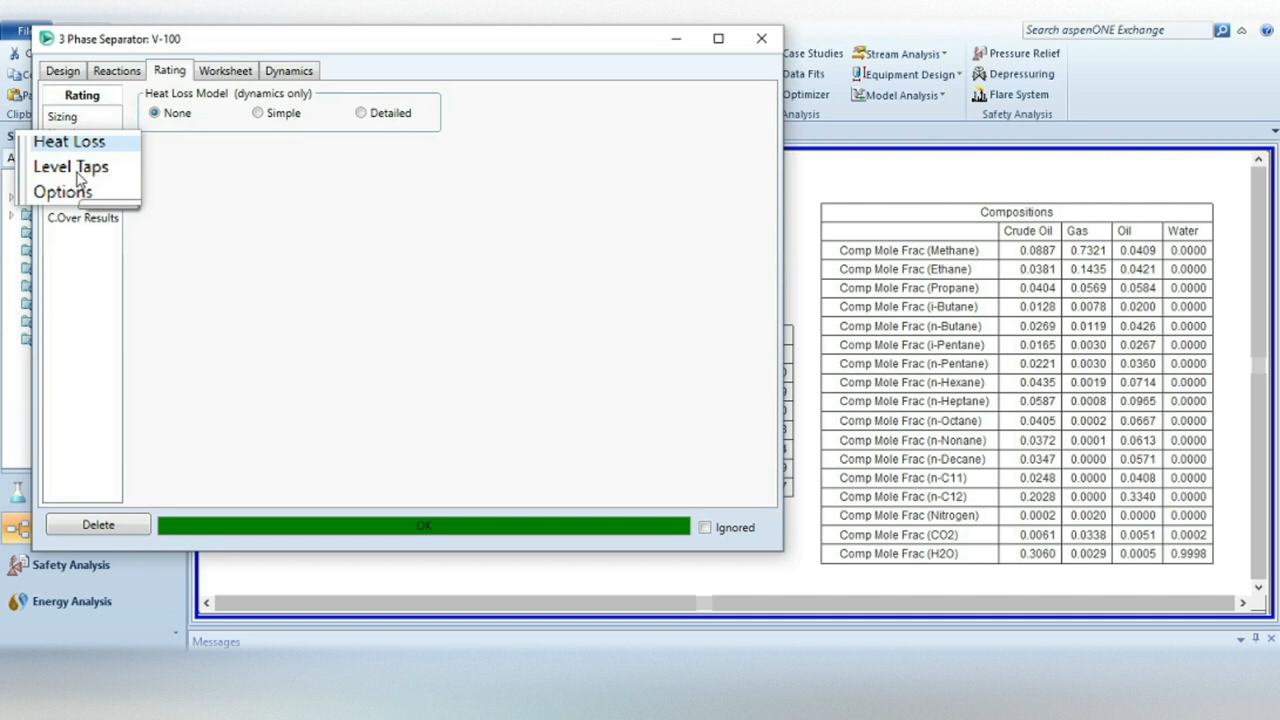 Fil
3 Phase Separator: V-100
Search aspenONE Exchange
Design
Reactions
Rating
Worksheet
Dynamics
Case Studies
Stream Analysis
Pressure Relief
Data Fits
Equipment Design
Depressuring
Optimizer
Model Analysis
Flare System
Analysis
Safety Analysis
Clipb
Rating
Sizing
Heat Loss
Level Taps
Options
C.Over Results
Heat Loss Model (dynamics only)
None
Simple
Detailed
Compositions
Crude Oil Gas Oil Water
Comp Mole Frac (Methane) 0.0887 0.7321 0.0409 0.0000
Comp Mole Frac (Ethane) 0.0381 0.1435 0.0421 0.0000
Comp Mole Frac (Propane) 0.0404 0.0569 0.0584 0.0000
Comp Mole Frac (i-Butane) 0.0128 0.0078 0.0200 0.0000
Comp Mole Frac (n-Butane) 0.0269 0.0119 0.0426 0.0000
Comp Mole Frac (i-Pentane) 0.0165 0.0030 0.0267 0.0000
Comp Mole Frac (n-Pentane) 0.0221 0.0030 0.0360 0.0000
Comp Mole Frac (n-Hexane) 0.0435 0.0019 0.0714 0.0000
Comp Mole Frac (n-Heptane) 0.0587 0.0008 0.0965 0.0000
Comp Mole Frac (n-Octane) 0.0405 0.0002 0.0667 0.0000
Comp Mole Frac (n-Nonane) 0.0372 0.0001 0.0613 0.0000
Comp Mole Frac (n-Decane) 0.0347 0.0000 0.0571 0.0000
Comp Mole Frac (n-C11) 0.0248 0.0000 0.0408 0.0000
Comp Mole Frac (n-C12) 0.2028 0.0000 0.3340 0.0000
Comp Mole Frac (Nitrogen) 0.0002 0.0020 0.0000 0.0000
Comp Mole Frac (CO2) 0.0061 0.0338 0.0051 0.0002
Comp Mole Frac (H2O) 0.3060 0.0029 0.0005 0.9998
Delete
OK
Ignored
Safety Analysis
Energy Analysis
Messages